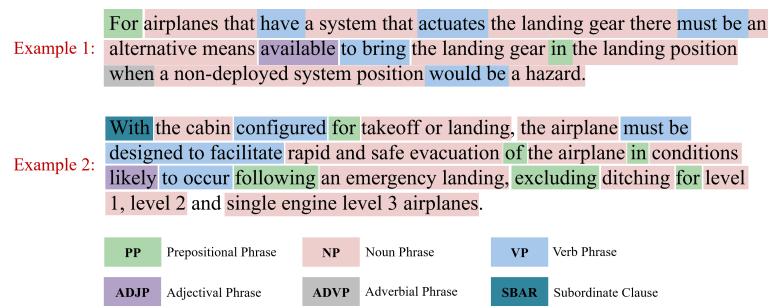 For airplanes that have a system that actuates the landing gear there must be an
Example 1: alternative means available to bring the landing gear in the landing position
when a non-deployed system position would be a hazard.
With the cabin configured for takeoff or landing, the airplane must be
Example 2: designed to facilitate rapid and safe evacuation of the airplane in conditions
likely to occur following an emergency landing, excluding ditching for level
1, level 2 and single engine level 3 airplanes.
PP Prepositional Phrase NP Noun Phrase VP Verb Phrase
ADJP Adjectival Phrase ADVP Adverbial Phrase SBAR Subordinate Clause